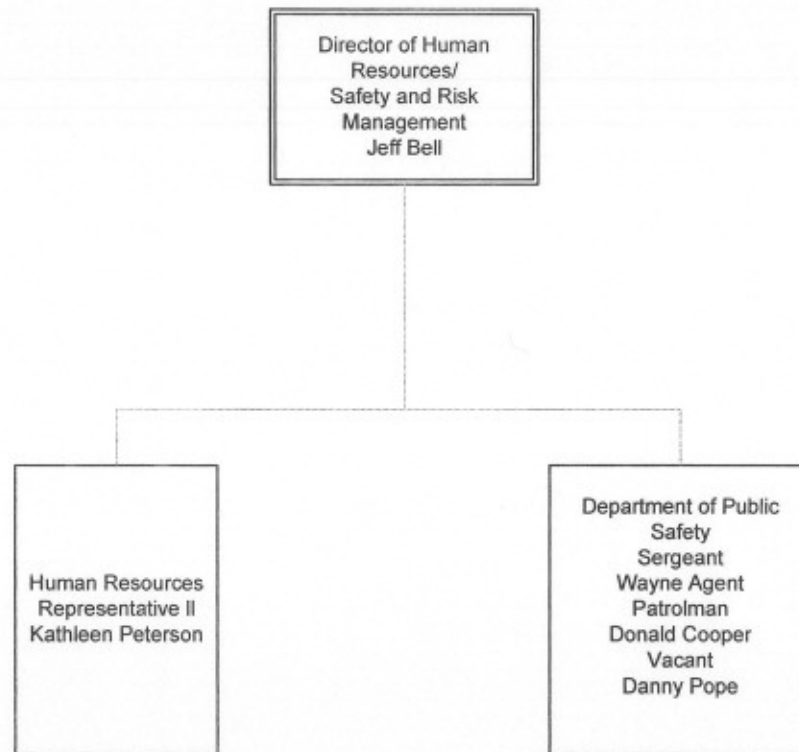 Director of Human
Resources/
Safety and Risk
Management
Jeff Bell
Human Resources
Representative II
Kathleen Peterson
Department of Public
Safety
Sergeant
Wayne Agent
Patrolman
Donald Cooper
Vacant
Danny Pope